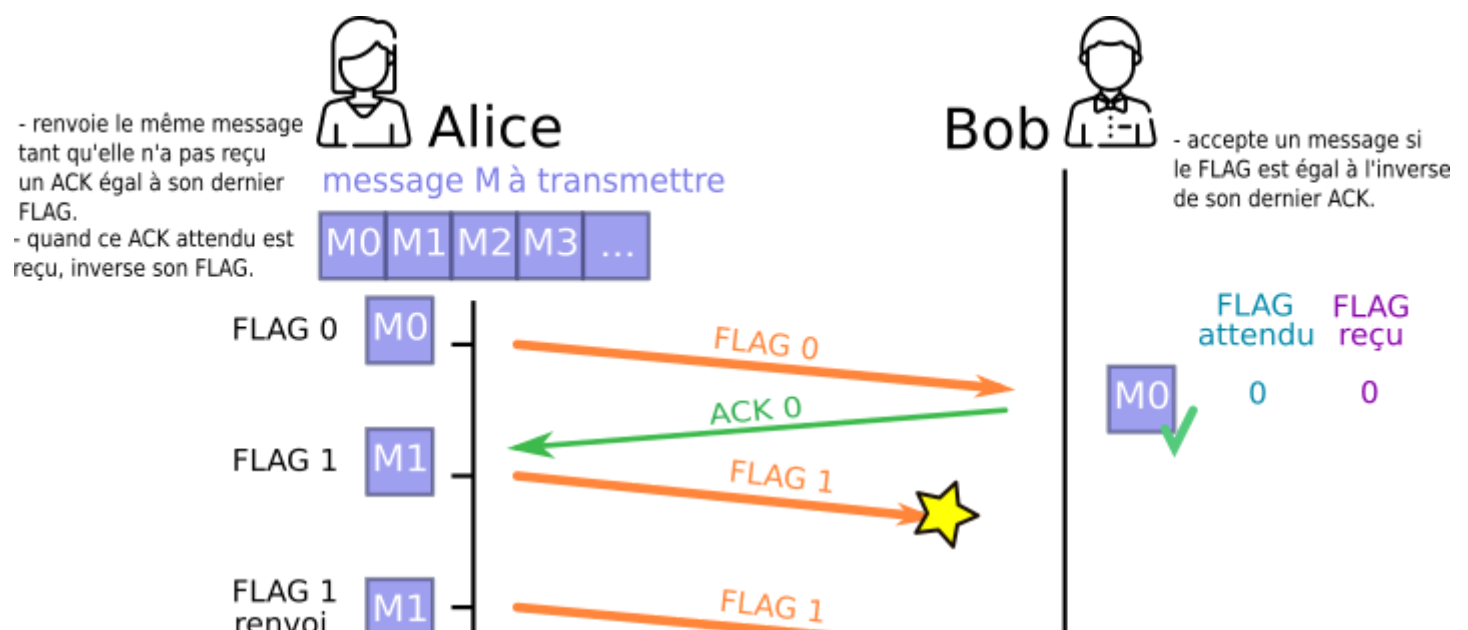 Alice
Bob
- renvoie le même message
tant qu'elle n'a pas reçu
un ACK égal à son dernier
FLAG.
- quand ce ACK attendu est
reçu, inverse son FLAG.
message M à transmettre
M0 M1 M2 M3 ...
- accepte un message si
le FLAG est égal à l'inverse
de son dernier ACK.
FLAG
attendu
FLAG
reçu
FLAG 0 M0
FLAG 0
M0 0 0
ACK 0
FLAG 1 M1
FLAG 1
FLAG 1
renvoi
M1
FLAG 1